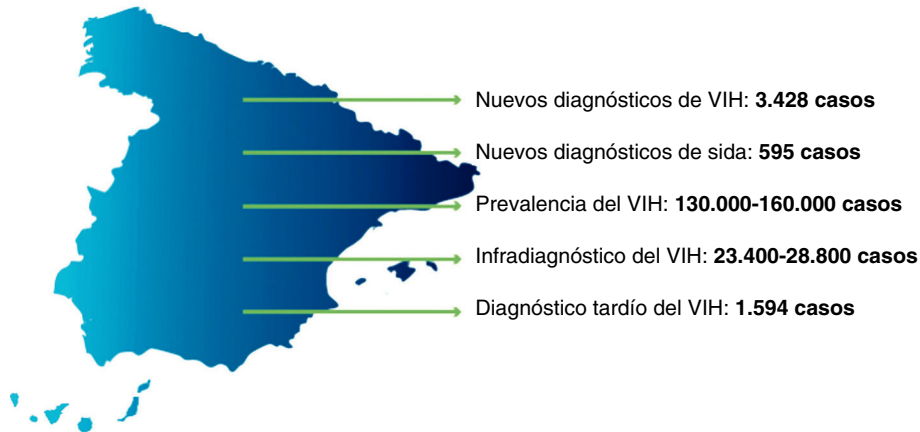 Nuevos diagnósticos de VIH: 3.428 casos
Nuevos diagnósticos de sida: 595 casos
Prevalencia del VIH: 130.000-160.000 casos
Infradiagnóstico del VIH: 23.400-28.800 casos
Diagnóstico tardío del VIH: 1.594 casos